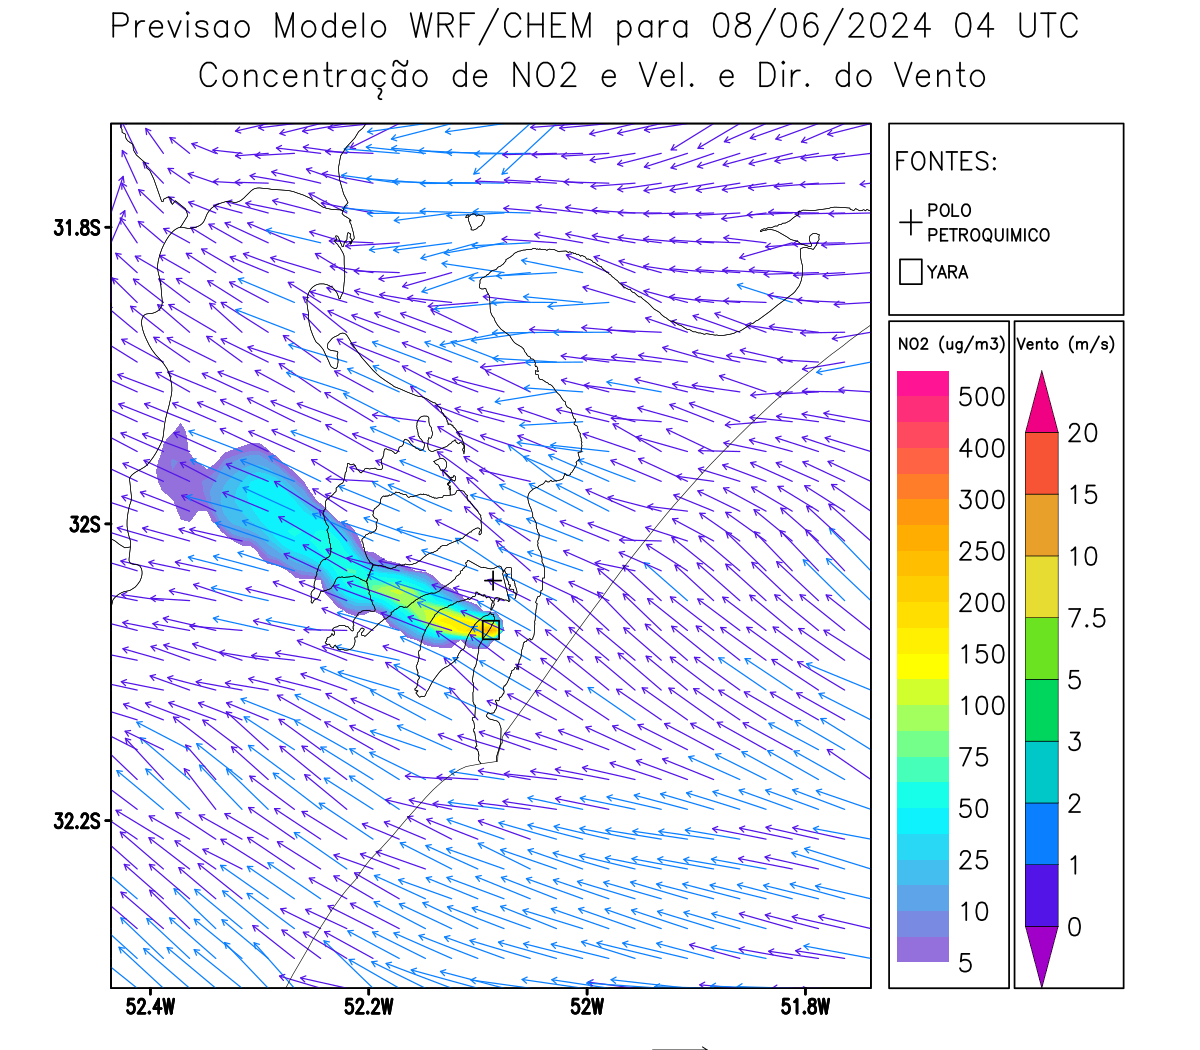 Previsao Modelo WRF/CHEM para 08/06/2024 04 UTC
Concentração de NO2 e Vel. e Dir. do Vento
FONTES:
POLO
PETROQUIMICO
YARA
31.8S
32S
32.2S
52.4W
52.2W
52W
51.8W
NO2 (ug/m3)
500
400
300
250
200
150
100
75
50
25
10
5
Vento (m/s)
20
15
10
7.5
5
3
2
1
0